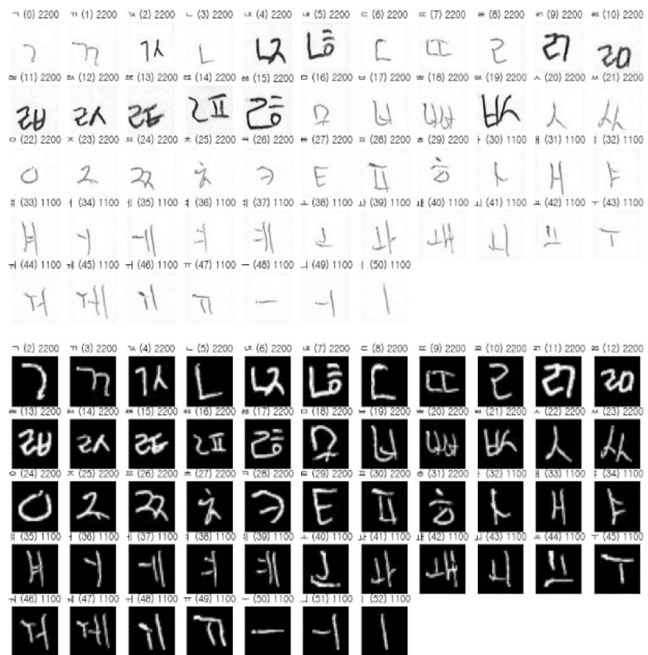 ㄱ (0) 2200 ㄲ (1) 2200 ㄳ (2) 2200 ㄴ (3) 2200 ㄵ (4) 2200 ㄶ (5) 2200 ㄷ (6) 2200 ㄸ (7) 2200 ㄹ (8) 2200 ㄺ (9) 2200 ㄻ (10) 2200
ㄱ ㄲ ㄳ ㄴ ㄵ ㄶ ㄷ ㄸ ㄹ ㄺ ㄻ
ㄼ (11) 2200 ㄽ (12) 2200 ㄾ (13) 2200 ㄿ (14) 2200 ㅀ (15) 2200 ㅁ (16) 2200 ㅂ (17) 2200 ㅃ (18) 2200 ㅄ (19) 2200 ㅅ (20) 2200 ㅆ (21) 2200
ㄼ ㄽ ㄾ ㄿ ㅀ ㅁ ㅂ ㅃ ㅄ ㅅ ㅆ
ㅇ (22) 2200 ㅈ (23) 2200 ㅉ (24) 2200 ㅊ (25) 2200 ㅋ (26) 2200 ㅌ (27) 2200 ㅍ (28) 2200 ㅎ (29) 2200 ㅏ (30) 1100 ㅐ (31) 1100 ㅑ (32) 1100
ㅇ ㅈ ㅉ ㅊ ㅋ ㅌ ㅍ ㅎ ㅏ ㅐ ㅑ
ㅒ (33) 1100 ㅓ (34) 1100 ㅔ (35) 1100 ㅕ (36) 1100 ㅖ (37) 1100 ㅗ (38) 1100 ㅘ (39) 1100 ㅙ (40) 1100 ㅚ (41) 1100 ㅛ (42) 1100 ㅜ (43) 1100
ㅒ ㅓ ㅔ ㅕ ㅖ ㅗ ㅘ ㅙ ㅚ ㅛ ㅜ
ㅝ (44) 1100 ㅞ (45) 1100 ㅟ (46) 1100 ㅠ (47) 1100 ㅡ (48) 1100 ㅢ (49) 1100 ㅣ (50) 1100
ㅝ ㅞ ㅟ ㅠ ㅡ ㅢ ㅣ
ㄱ (2) 2200 ㄲ (3) 2200 ㄳ (4) 2200 ㄴ (5) 2200 ㄵ (6) 2200 ㄶ (7) 2200 ㄷ (8) 2200 ㄸ (9) 2200 ㄹ (10) 2200 ㄺ (11) 2200 ㄻ (12) 2200
ㄱ ㄲ ㄳ ㄴ ㄵ ㄶ ㄷ ㄸ ㄹ ㄺ ㄻ
ㄼ (13) 2200 ㄽ (14) 2200 ㄾ (15) 2200 ㄿ (16) 2200 ㅀ (17) 2200 ㅁ (18) 2200 ㅂ (19) 2200 ㅃ (20) 2200 ㅄ (21) 2200 ㅅ (22) 2200 ㅆ (23) 2200
ㄼ ㄽ ㄾ ㄿ ㅀ ㅁ ㅂ ㅃ ㅄ ㅅ ㅆ
ㅇ (24) 2200 ㅈ (25) 2200 ㅉ (26) 2200 ㅊ (27) 2200 ㅋ (28) 2200 ㅌ (29) 2200 ㅍ (30) 2200 ㅎ (31) 2200 ㅏ (32) 1100 ㅐ (33) 1100 ㅑ (34) 1100
ㅇ ㅈ ㅉ ㅊ ㅋ ㅌ ㅍ ㅎ ㅏ ㅐ ㅑ
ㅒ (35) 1100 ㅓ (36) 1100 ㅔ (37) 1100 ㅕ (38) 1100 ㅖ (39) 1100 ㅗ (40) 1100 ㅘ (41) 1100 ㅙ (42) 1100 ㅚ (43) 1100 ㅛ (44) 1100 ㅜ (45) 1100
ㅒ ㅓ ㅔ ㅕ ㅖ ㅗ ㅘ ㅙ ㅚ ㅛ ㅜ
ㅝ (46) 1100 ㅞ (47) 1100 ㅟ (48) 1100 ㅠ (49) 1100 ㅡ (50) 1100 ㅢ (51) 1100 ㅣ (52) 1100
ㅝ ㅞ ㅟ ㅠ ㅡ ㅢ ㅣ